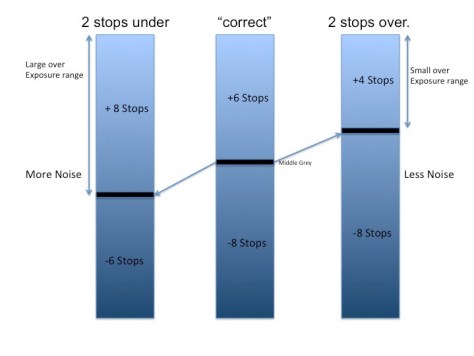 2 stops under
“correct”
2 stops over.
Large over
Exposure range
Small over
Exposure range
+ 8 Stops
+6 Stops
+4 Stops
More Noise
Middle Grey
Less Noise
-6 Stops
-8 Stops
-8 Stops